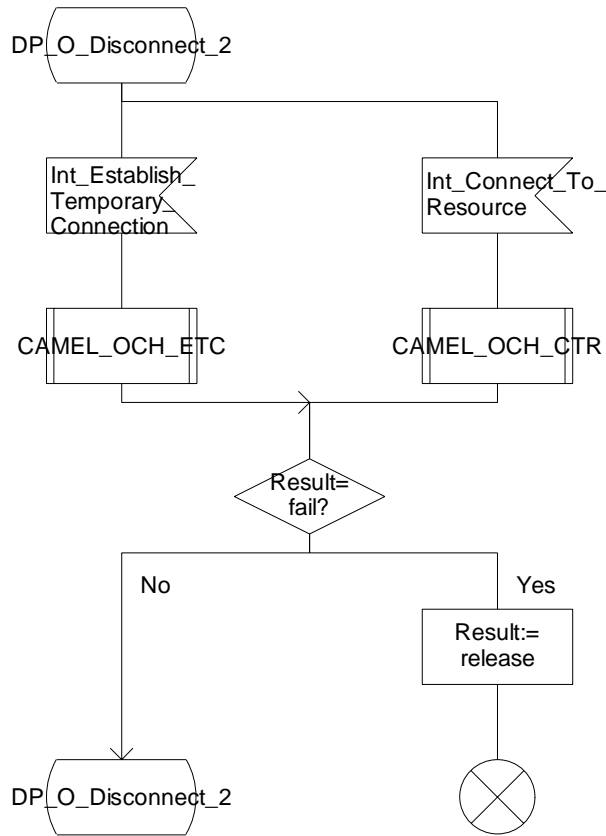 DP_O_Disconnect_2
Int_Establish_
Temporary_
Connection
Int_Connect_To_
Resource
CAMEL_OCH_ETC
CAMEL_OCH_CTR
Result=
fail?
No
Yes
Result:=
release
DP_O_Disconnect_2